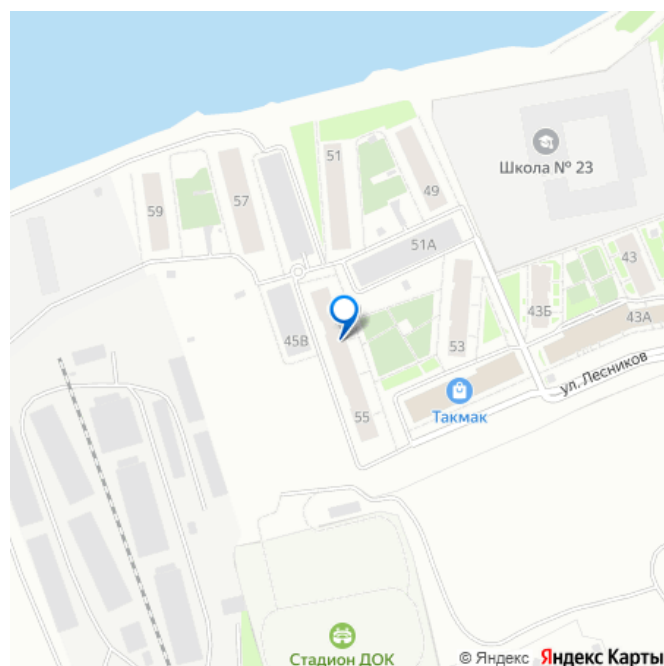 51
Школа № 23
59
57
49
51А
43
43Б
43А
45В
53
ул. Лесников
55
Такмак
Стадион ДОК
© Яндекс Яндекс Карты